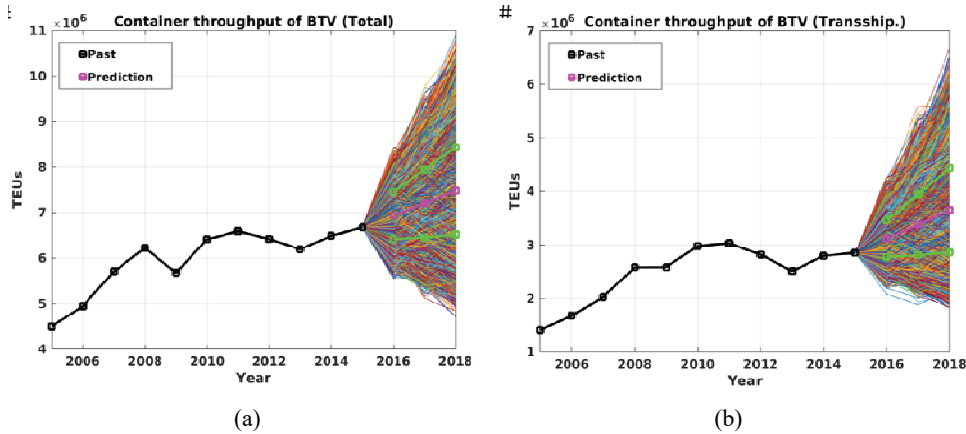 ×10⁶ Container throughput of BTV (Total)
11
10
9
8
7
6
5
4
TEUs
Past
Prediction
2006 2008 2010 2012 2014 2016 2018
Year
(a)
# ×10⁶ Container throughput of BTV (Transship.)
7
6
5
4
3
2
1
TEUs
Past
Prediction
2006 2008 2010 2012 2014 2016 2018
Year
(b)